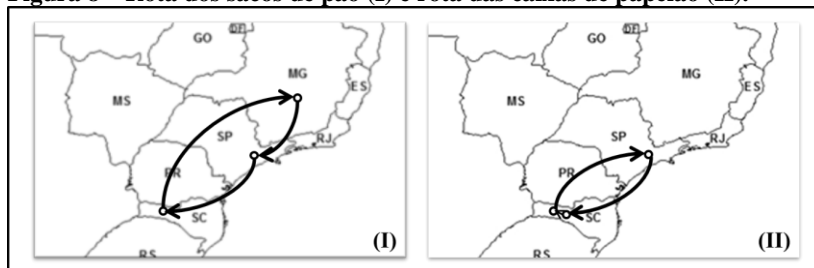 Figura 8 – Rota dos sacos de pão (I) e rota das caixas de papelão (II).
GO
DF
MG
ES
MS
SP
RJ
PR
SC
RS
(I)
GO
DF
MG
ES
MS
SP
RJ
PR
SC
RS
(II)